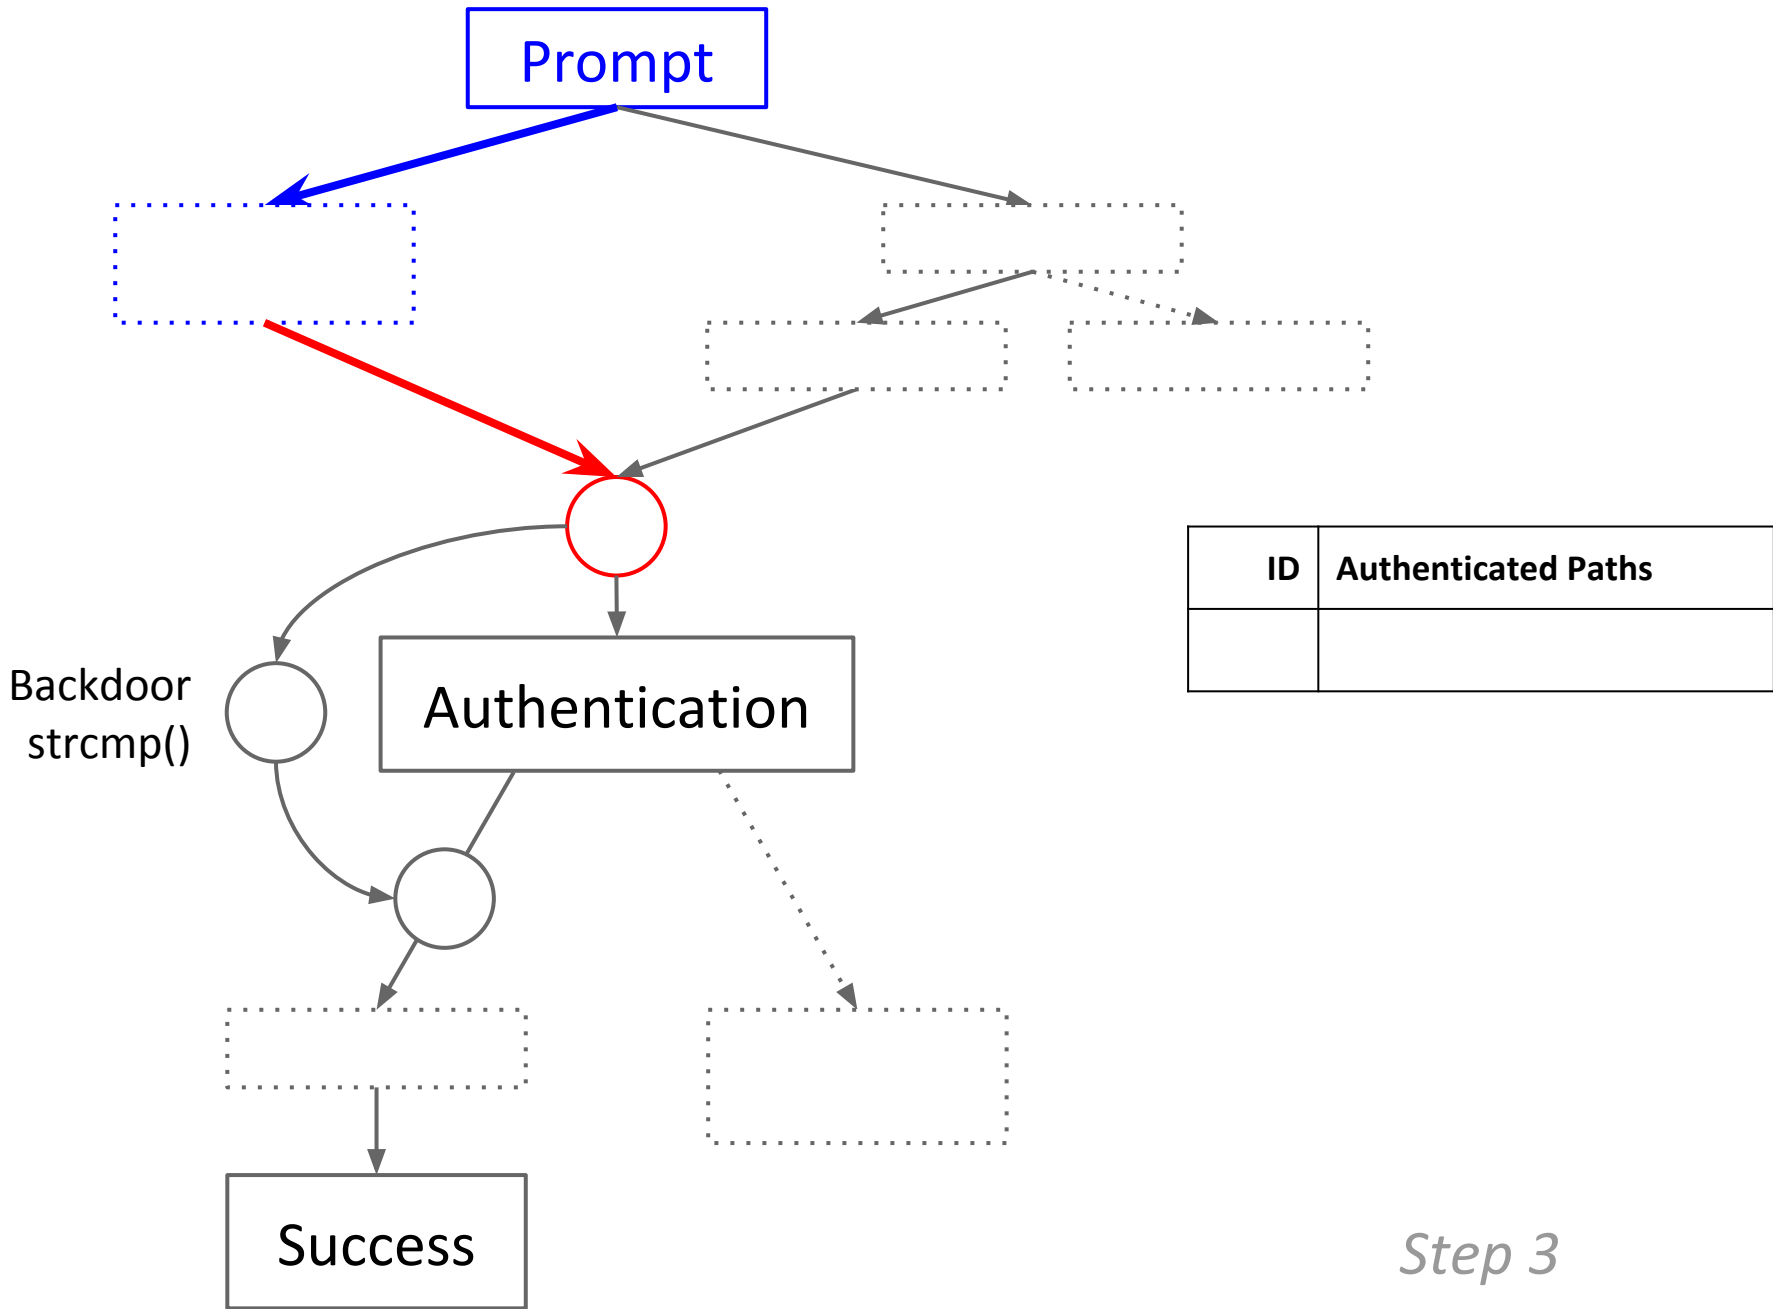 Prompt
ID
Authenticated Paths
Backdoor
strcmp()
Authentication
Success
Step 3